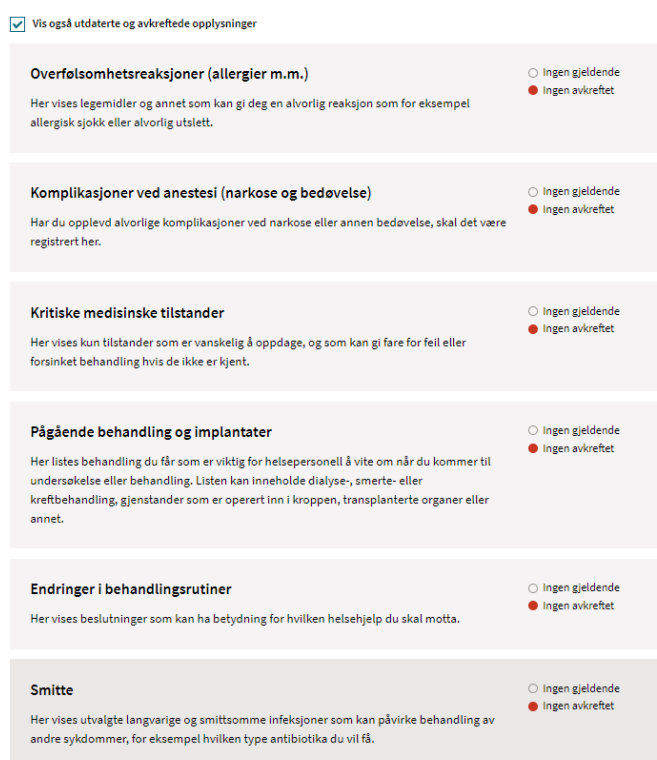 Vis også utdaterte og avkreftede opplysninger
Overfølsomhetsreaksjoner (allergier m.m.)
Ingen gjeldende
Ingen avkreftet
Her vises legemidler og annet som kan gi deg en alvorlig reaksjon som for eksempel
allergisk sjokk eller alvorlig utslett.
Komplikasjoner ved anestesi (narkose og bedøvelse)
Ingen gjeldende
Ingen avkreftet
Har du opplevd alvorlige komplikasjoner ved narkose eller annen bedøvelse, skal det være
registrert her.
Kritiske medisinske tilstander
Ingen gjeldende
Ingen avkreftet
Her vises kun tilstander som er vanskelig å oppdage, og som kan gi fare for feil eller
forsinket behandling hvis de ikke er kjent.
Pågående behandling og implantater
Ingen gjeldende
Ingen avkreftet
Her listes behandling du får som er viktig for helsepersonell å vite om når du kommer til
undersøkelse eller behandling. Listen kan inneholde dialyse-, smerte- eller
kreftbehandling, gjenstander som er operert inn i kroppen, transplanterte organer eller
annet.
Endringer i behandlingsrutiner
Ingen gjeldende
Ingen avkreftet
Her vises beslutninger som kan ha betydning for hvilken helsehjelp du skal motta.
Smitte
Ingen gjeldende
Ingen avkreftet
Her vises utvalgte langvarige og smittsomme infeksjoner som kan påvirke behandling av
andre sykdommer, for eksempel hvilken type antibiotika du vil få.